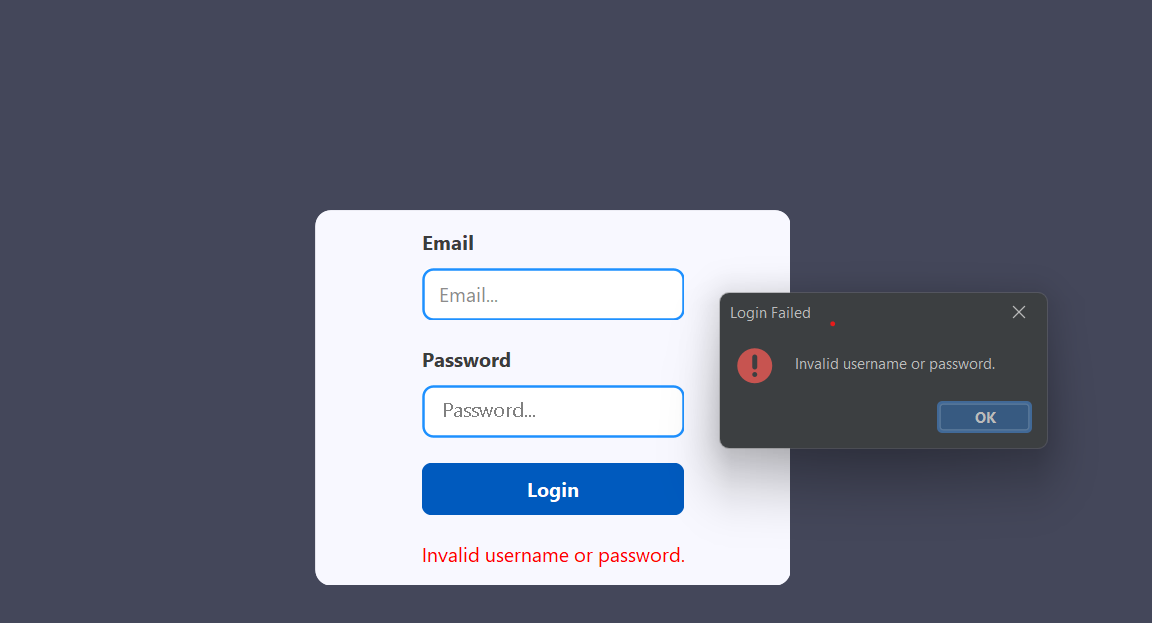 Email
Email...
Password
Password...
Login
Invalid username or password.
Login Failed
Invalid username or password.
OK